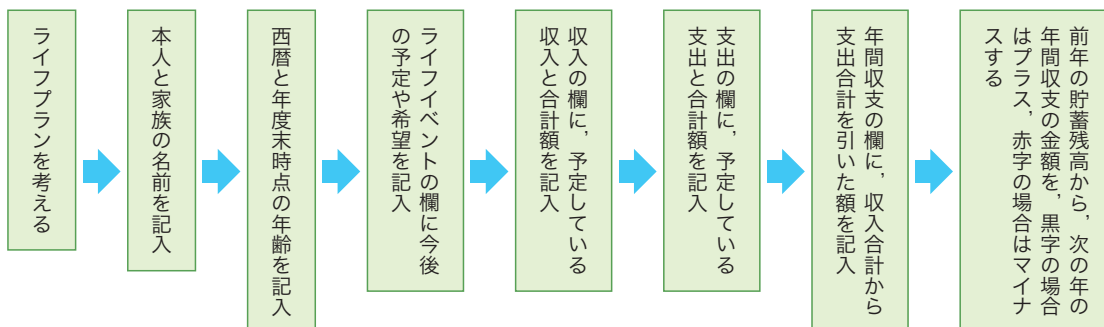 ライフプランを考える
本人と家族の名前を記入
西暦と年度末時点の年齢を記入
ライフイベントの欄に今後
の予定や希望を記入
収入の欄に，予定している
収入と合計額を記入
支出の欄に，予定している
支出と合計額を記入
年間収支の欄に，収入合計から
支出合計を引いた額を記入
前年の貯蓄残高から，次の年の
年間収支の金額を，黒字の場合
はプラス，赤字の場合はマイナ
スする